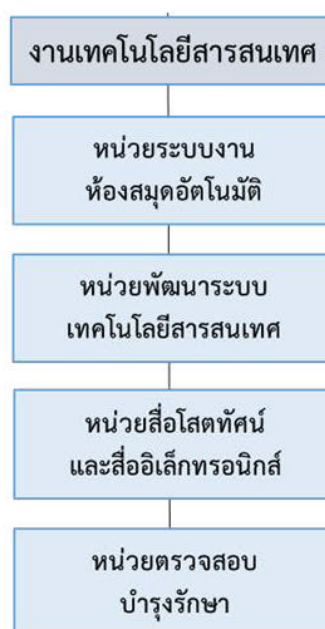 งานเทคโนโลยีสารสนเทศ
หน่วยระบบงาน
ห้องสมุดอัตโนมัติ
หน่วยพัฒนาระบบ
เทคโนโลยีสารสนเทศ
หน่วยสื่อโสตทัศน์
และสื่ออิเล็กทรอนิกส์
หน่วยตรวจสอบ
บำรุงรักษา